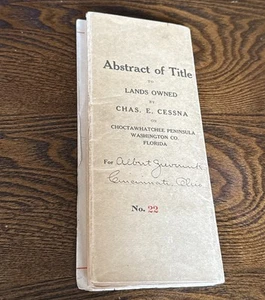 Abstract of Title
TO
LANDS OWNED
BY
CHAS. E. CESSNA
ON
CHOCTAWHATCHEE PENINSULA
WASHINGTON CO.
FLORIDA
For Albert
Cincinnati Ohio
No. 22